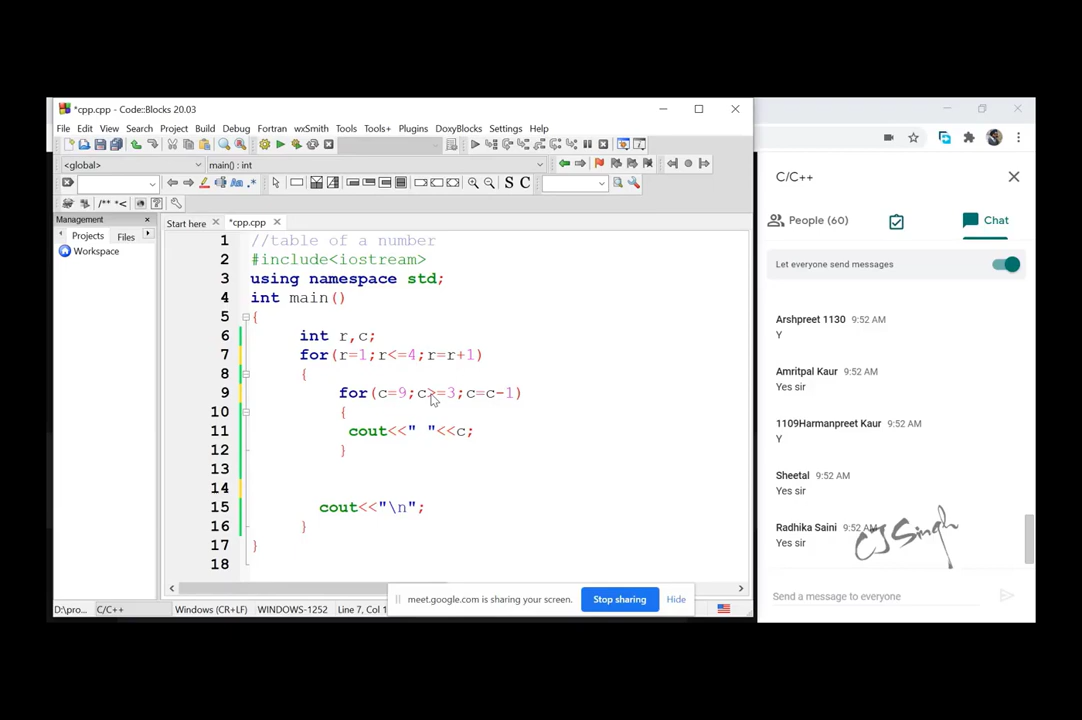 *cpp.cpp - Code::Blocks 20.03
File Edit View Search Project Build Debug Fortran wxSmith Tools Tools+ Plugins DoxyBlocks Settings Help
<global> main() : int
S C
/** *<
Management
Projects Files
Workspace
Start here *cpp.cpp
1 //table of a number
2 #include<iostream>
3 using namespace std;
4 int main()
5 {
6 int r,c;
7 for(r=1;r<=4;r=r+1)
8 {
9 for(c=9;c>=3;c=c-1)
10 {
11 cout<<" "<<c;
12 }
13
14
15 cout<<"\n";
16 }
17 }
18
D:\pro... C/C++ Windows (CR+LF) WINDOWS-1252 Line 7, Col 1
meet.google.com is sharing your screen. Stop sharing Hide
C/C++
People (60) Chat
Let everyone send messages
Arshpreet 1130 9:52 AM
Y
Amritpal Kaur 9:52 AM
Yes sir
1109Harmanpreet Kaur 9:52 AM
Y
Sheetal 9:52 AM
Yes sir
Radhika Saini 9:52 AM
Yes sir
CJSingh
Send a message to everyone